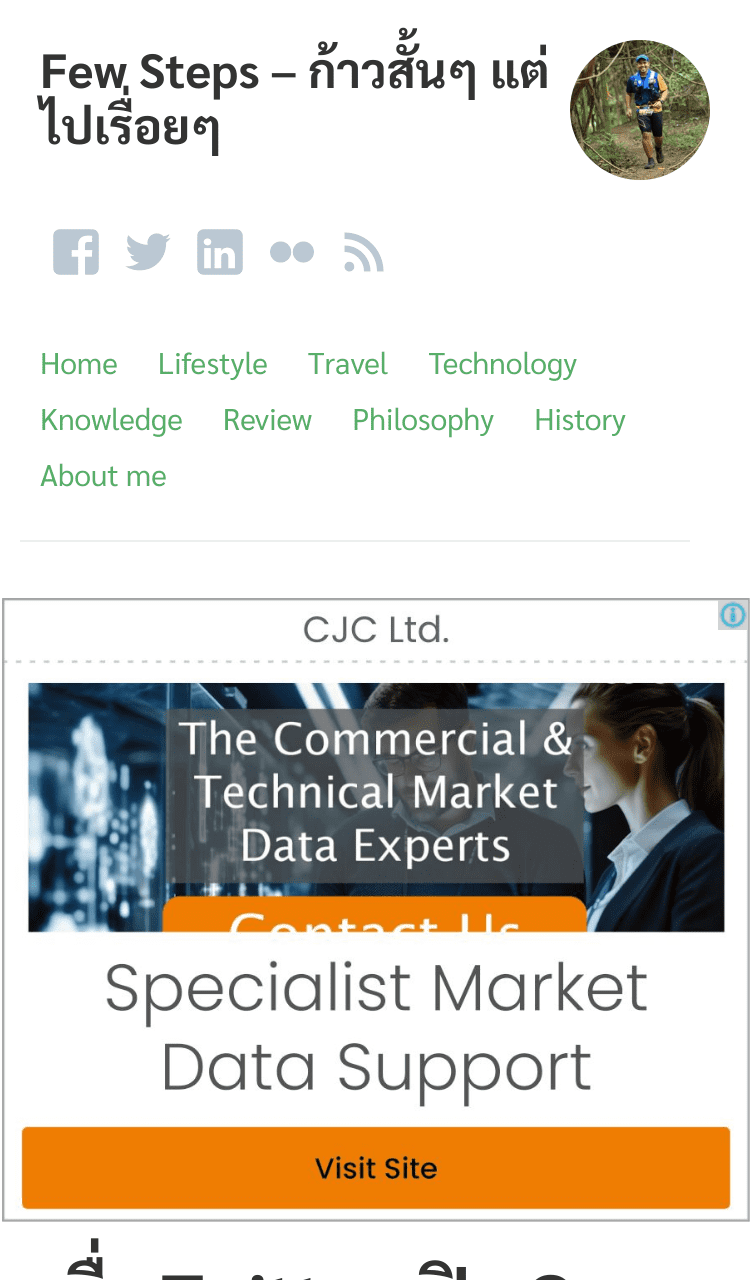 Few Steps – ก้าวสั้นๆ แต่
ไปเรื่อยๆ
Home Lifestyle Travel Technology
Knowledge Review Philosophy History
About me
CJC Ltd.
The Commercial &
Technical Market
Data Experts
Contact Us
Specialist Market
Data Support
Visit Site